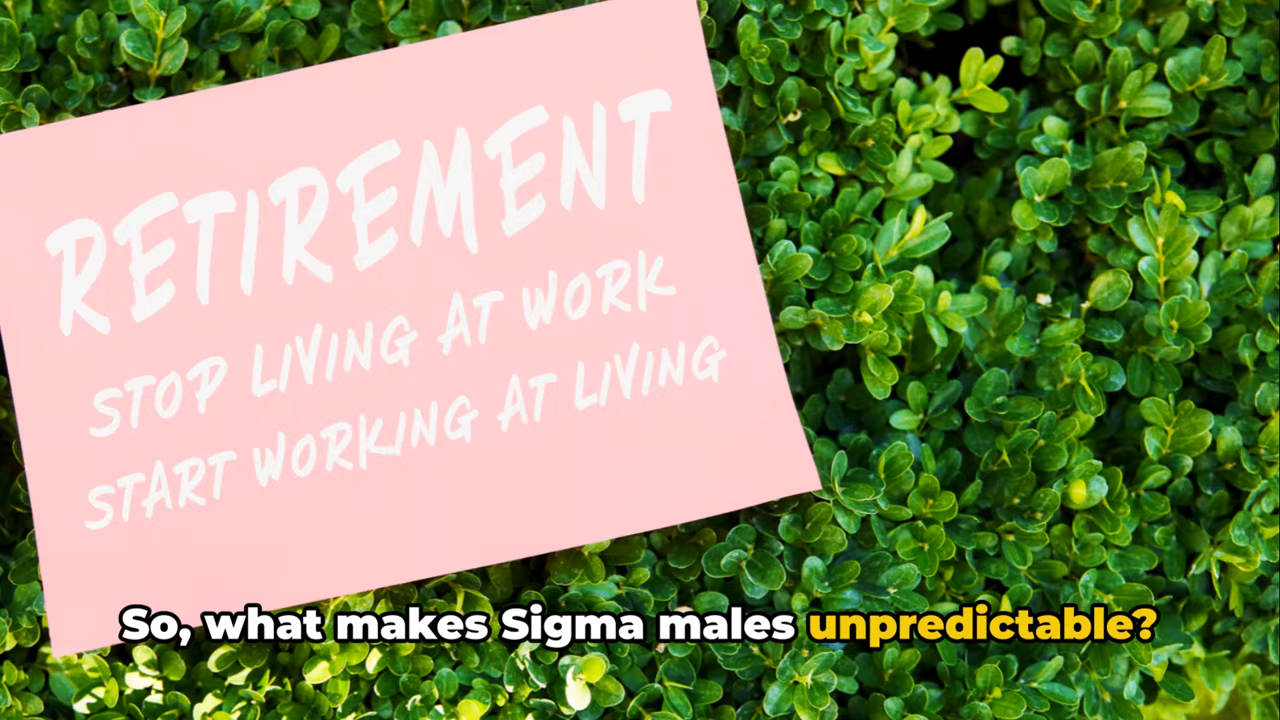 RETIREMENT
STOP LIVING AT WORK
START WORKING AT LIVING
So, what makes Sigma males unpredictable?